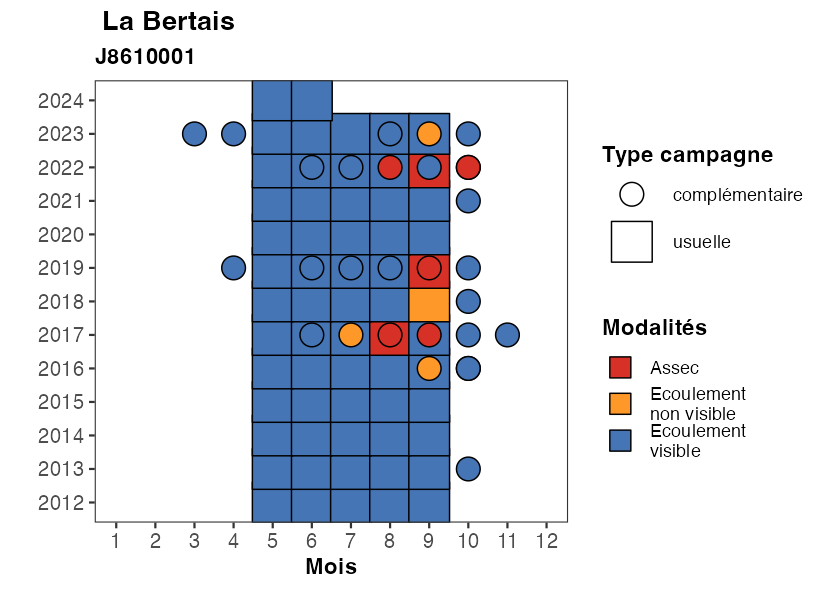 La Bertais
J8610001
2024
2023
2022
2021
2020
2019
2018
2017
2016
2015
2014
2013
2012
1 2 3 4 5 6 7 8 9 10 11 12
Mois
Type campagne
complémentaire
usuelle
Modalités
Assec
Ecoulement
non visible
Ecoulement
visible